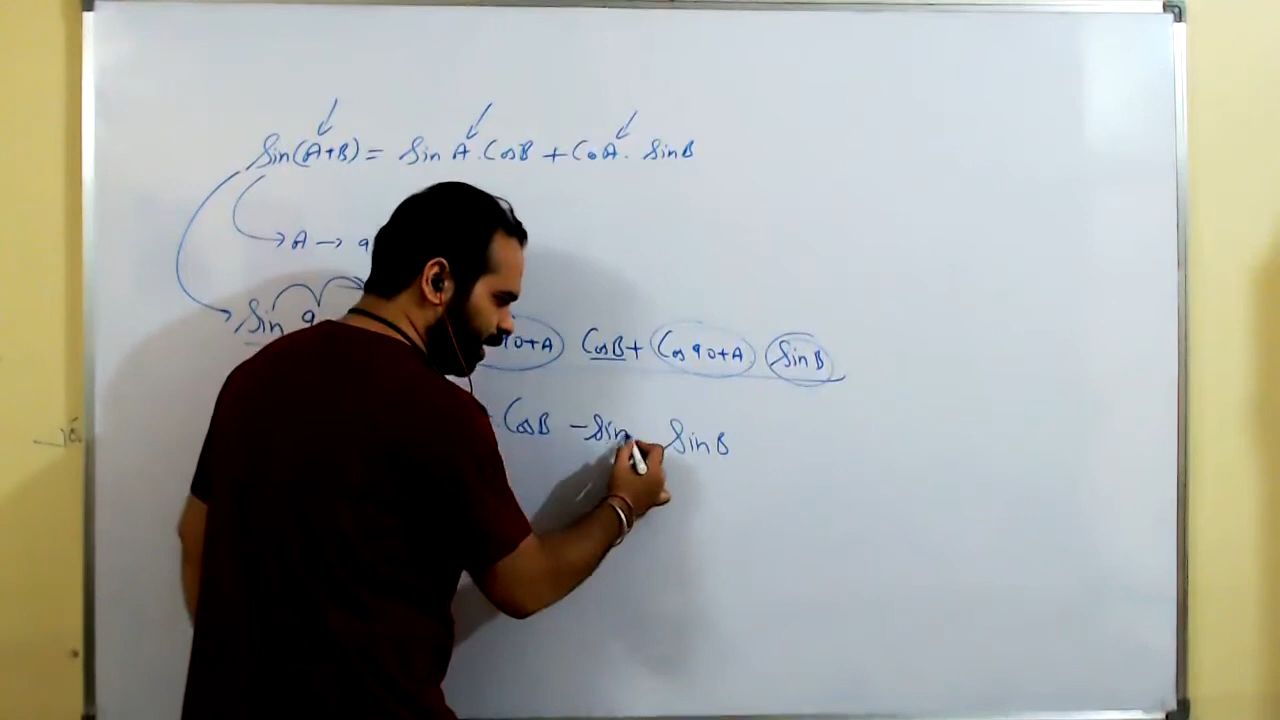 Sin(A+B) = Sin A . CosB + CosA . SinB
A → 9
Sin 9 90+A CosB + Cos 90+A SinB
. CosB - Sin SinB